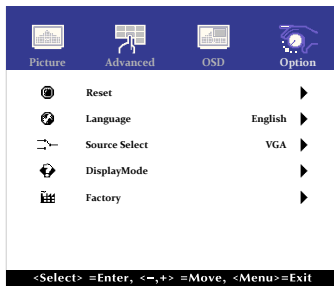 Picture Advanced OSD Option
Reset
Language English
Source Select VGA
DisplayMode
Factory
<Select> =Enter, <−,+> =Move, <Menu>=Exit